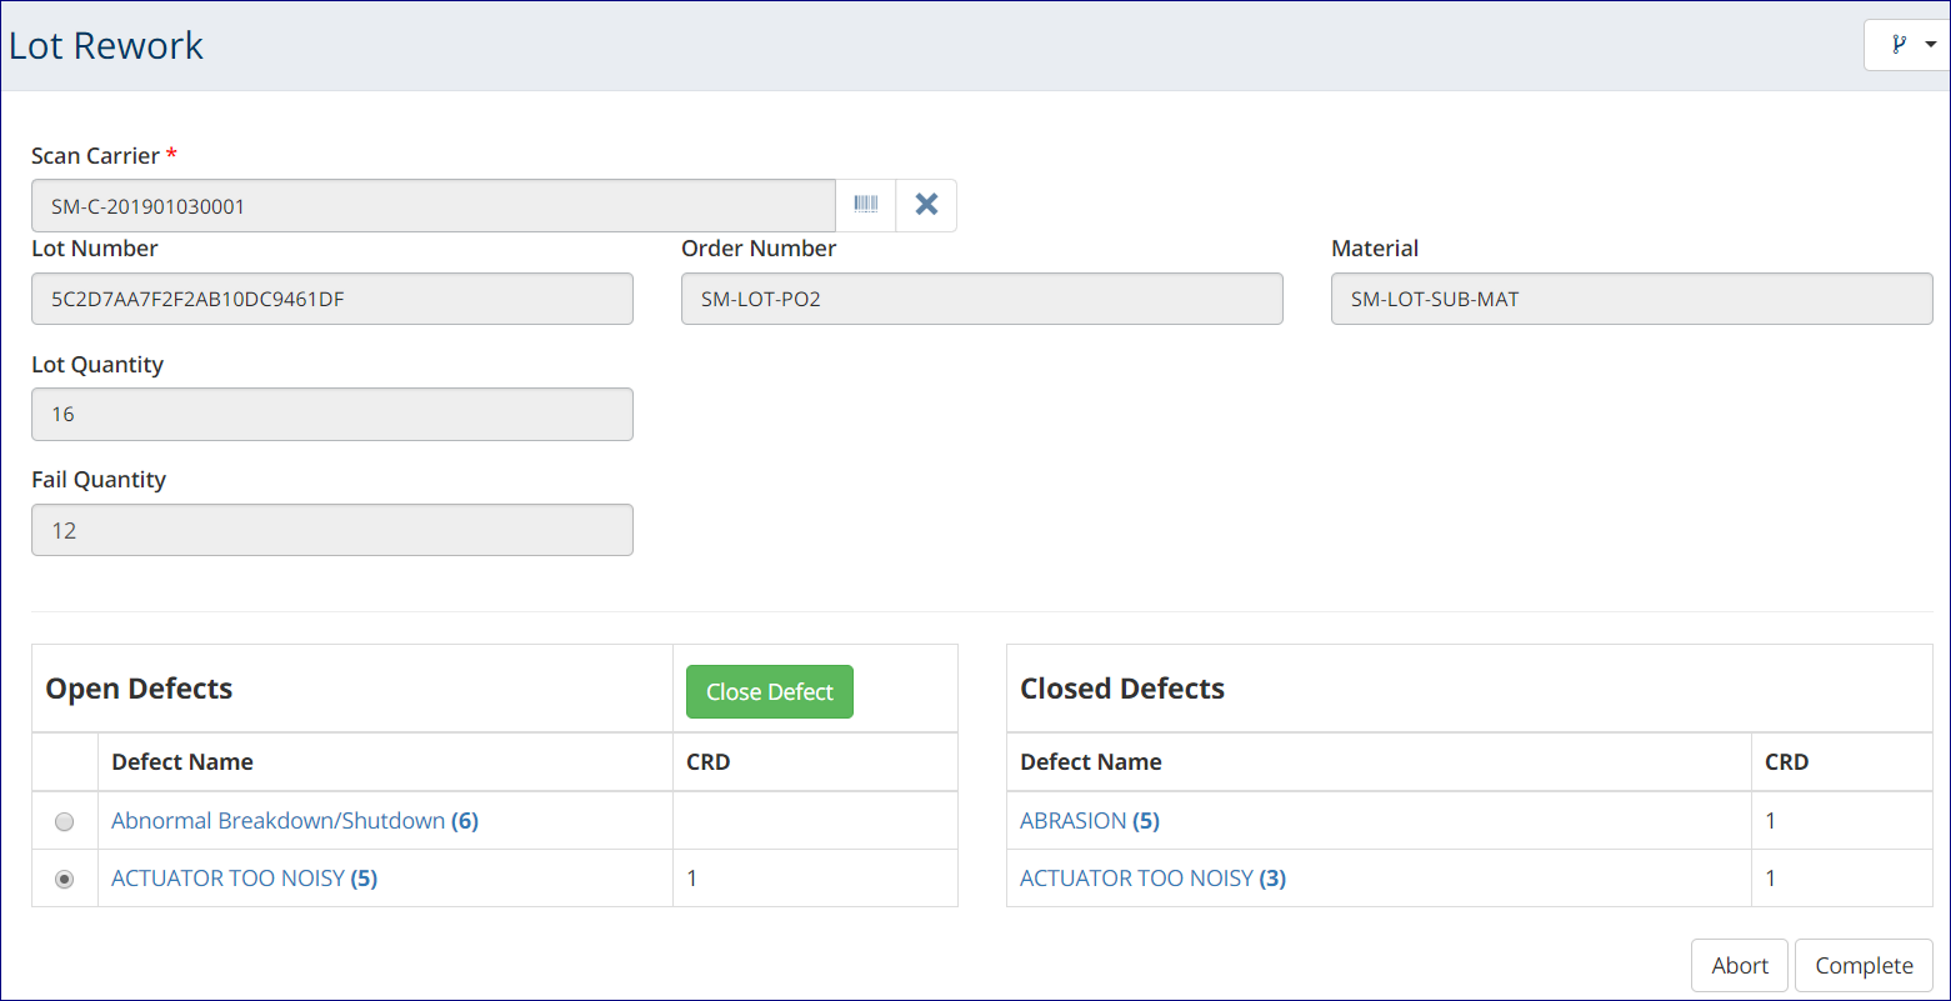 Lot Rework
Scan Carrier *
SM-C-201901030001
Lot Number Order Number Material
5C2D7AA7F2F2AB10DC9461DF SM-LOT-PO2 SM-LOT-SUB-MAT
Lot Quantity
16
Fail Quantity
12
Open Defects Close Defect Closed Defects
Defect Name CRD Defect Name CRD
Abnormal Breakdown/Shutdown (6) ABRASION (5) 1
ACTUATOR TOO NOISY (5) 1 ACTUATOR TOO NOISY (3) 1
Abort Complete